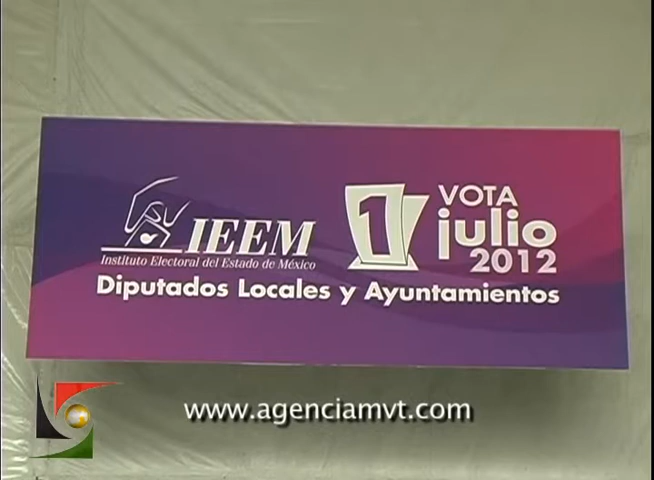 IEEM
Instituto Electoral del Estado de México
1
VOTA
julio
2012
Diputados Locales y Ayuntamientos
www.agenciamvt.com